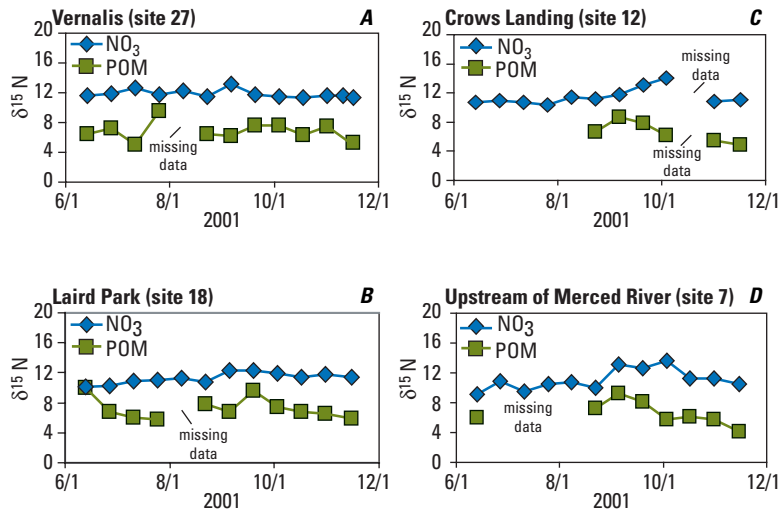 Vernalis (site 27) A
20
16
12
8
4
0
δ15 N
NO3
POM
missing
data
6/1 8/1 10/1 12/1
2001
Crows Landing (site 12) C
20
16
12
8
4
0
δ15 N
NO3
POM
missing
data
missing
data
6/1 8/1 10/1 12/1
2001
Laird Park (site 18) B
20
16
12
8
4
0
δ15 N
NO3
POM
missing
data
6/1 8/1 10/1 12/1
2001
Upstream of Merced River (site 7) D
20
16
12
8
4
0
δ15 N
NO3
POM
missing
data
6/1 8/1 10/1 12/1
2001